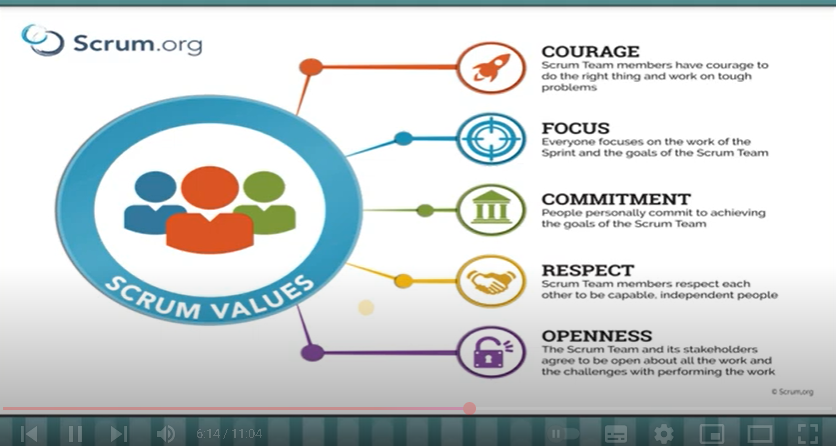 Scrum.org
COURAGE
Scrum Team members have courage to
do the right thing and work on tough
problems
FOCUS
Everyone focuses on the work of the
Sprint and the goals of the Scrum Team
COMMITMENT
People personally commit to achieving
the goals of the Scrum Team
RESPECT
Scrum Team members respect each
other to be capable, independent people
OPENNESS
The Scrum Team and its stakeholders
agree to be open about all the work and
the challenges with performing the work
SCRUM VALUES
© Scrum.org
6:14 / 11:04